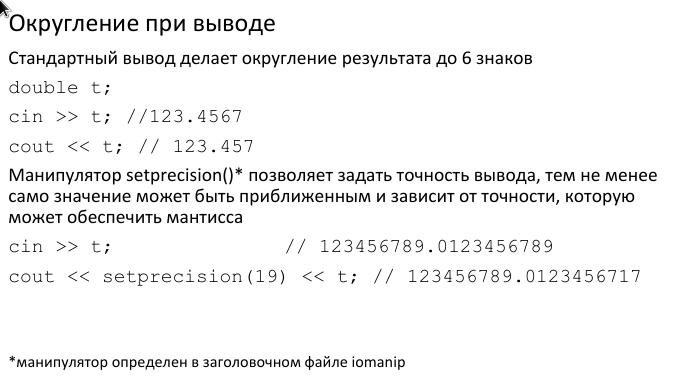 Округление при выводе
Стандартный вывод делает округление результата до 6 знаков
double t;
cin >> t; //123.4567
cout << t; // 123.457
Манипулятор setprecision()* позволяет задать точность вывода, тем не менее
само значение может быть приближенным и зависит от точности, которую
может обеспечить мантисса
cin >> t; // 123456789.0123456789
cout << setprecision(19) << t; // 123456789.0123456717
*манипулятор определен в заголовочном файле iomanip